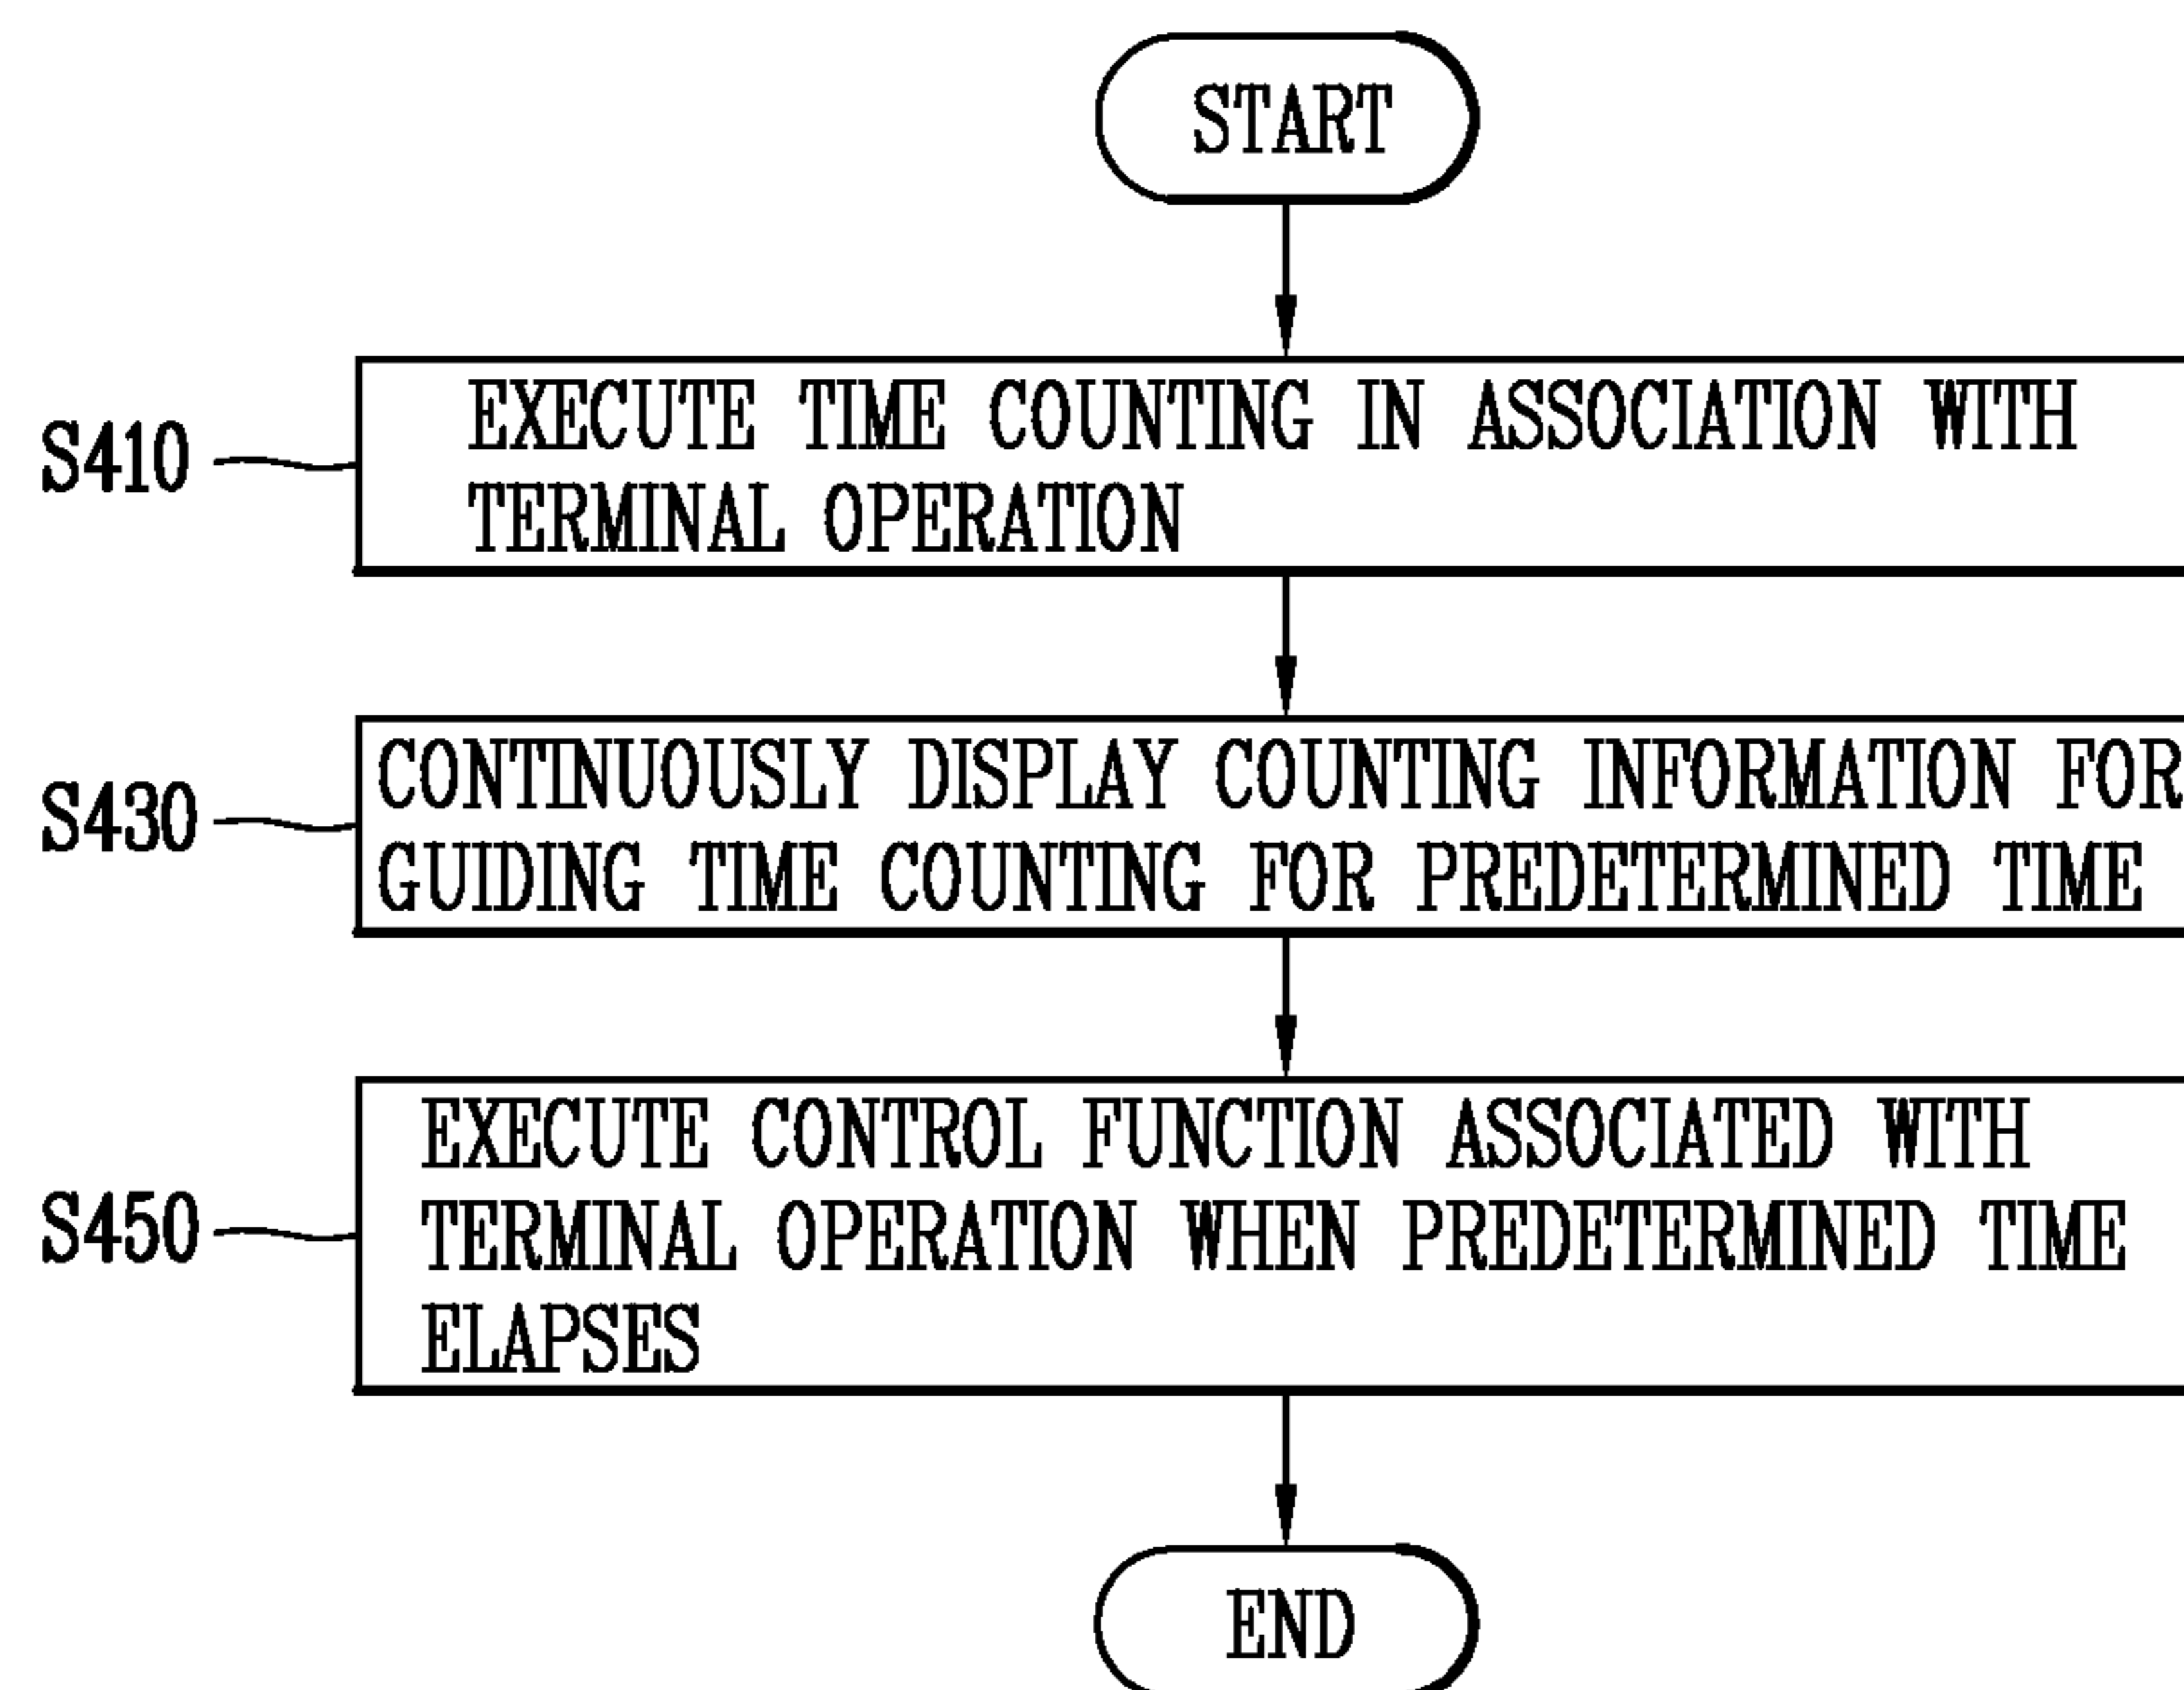 START
S410
EXECUTE TIME COUNTING IN ASSOCIATION WITH
TERMINAL OPERATION
S430
CONTINUOUSLY DISPLAY COUNTING INFORMATION FOR
GUIDING TIME COUNTING FOR PREDETERMINED TIME
S450
EXECUTE CONTROL FUNCTION ASSOCIATED WITH
TERMINAL OPERATION WHEN PREDETERMINED TIME
ELAPSES
END